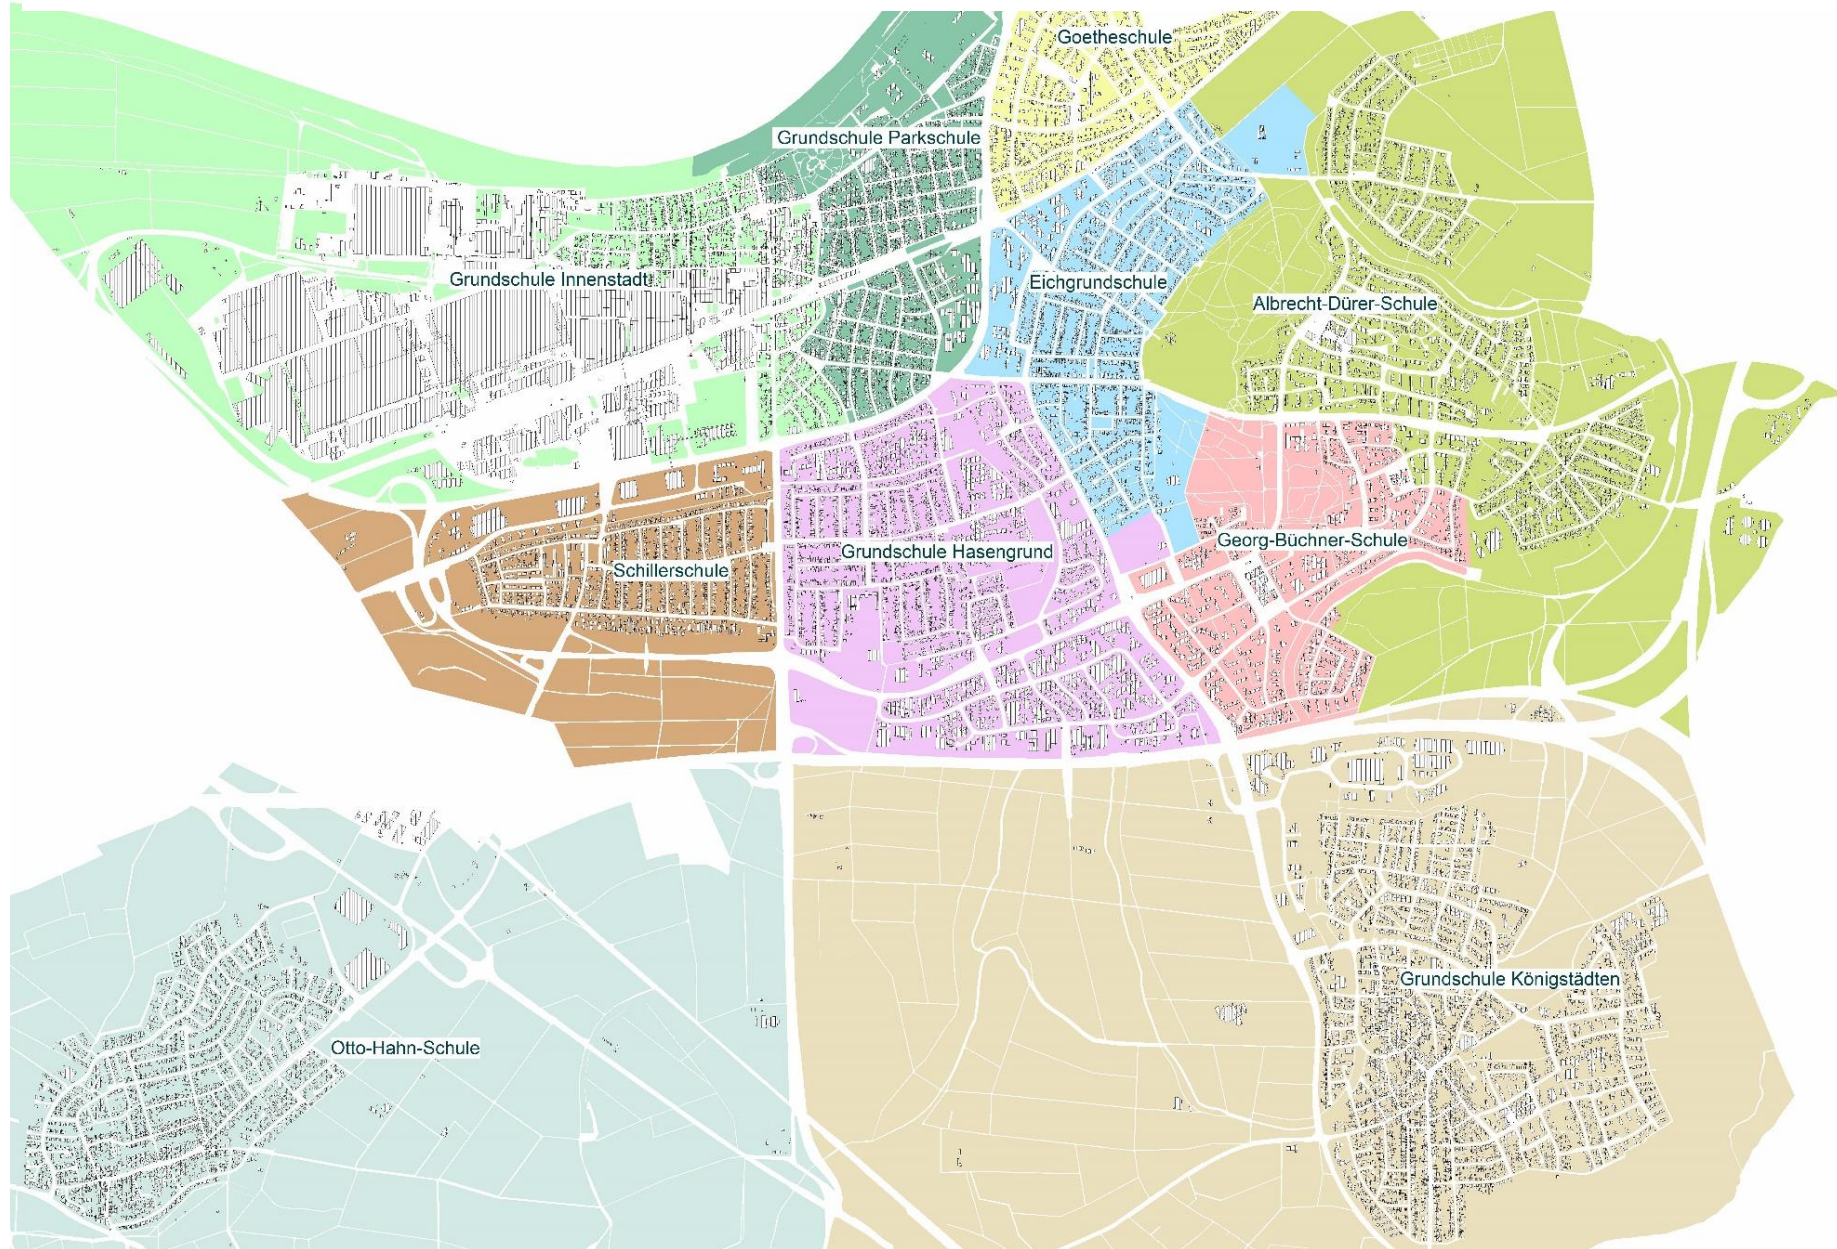 Goetheschule
Grundschule Parkschule
Grundschule Innenstadt
Eichgrundschule
Albrecht-Dürer-Schule
Georg-Büchner-Schule
Grundschule Hasengrund
Schillerschule
Grundschule Königstädten
Otto-Hahn-Schule